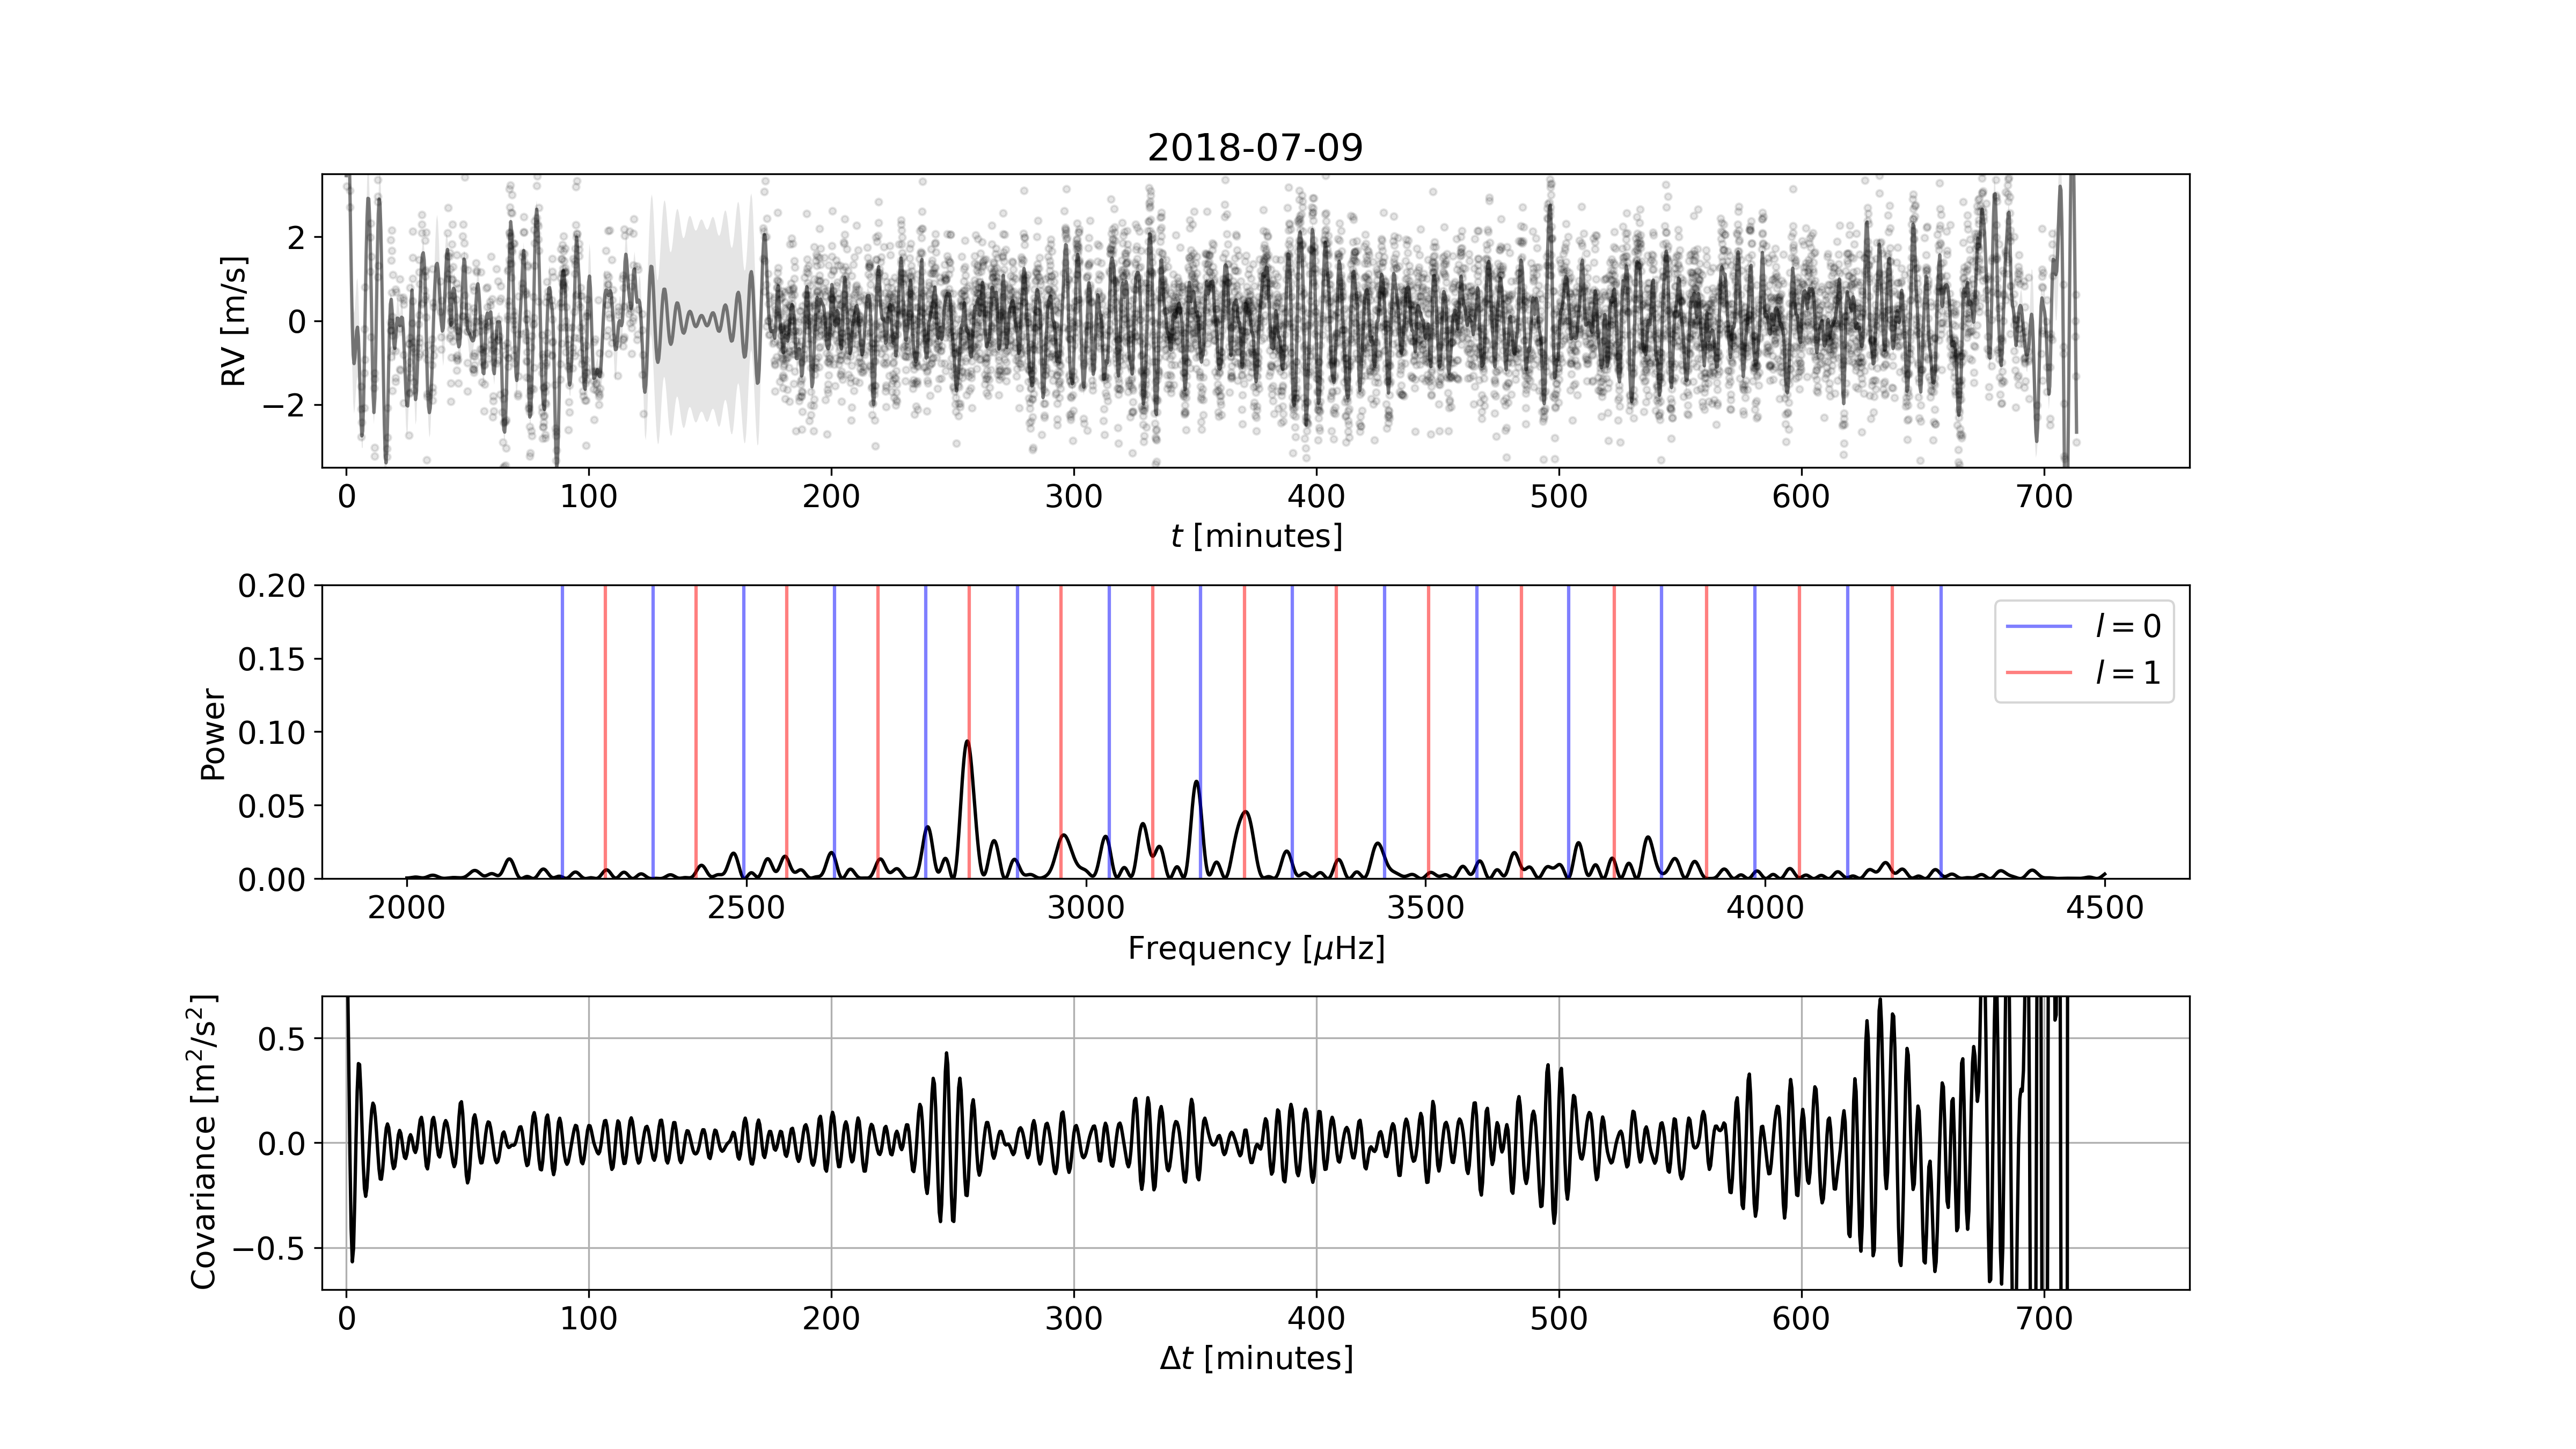 2018-07-09
RV [m/s]
2
0
−2
0 100 200 300 400 500 600 700
t [minutes]
Power
0.20
0.15
0.10
0.05
0.00
l = 0
l = 1
2000 2500 3000 3500 4000 4500
Frequency [μHz]
Covariance [m²/s²]
0.5
0.0
−0.5
0 100 200 300 400 500 600 700
Δt [minutes]